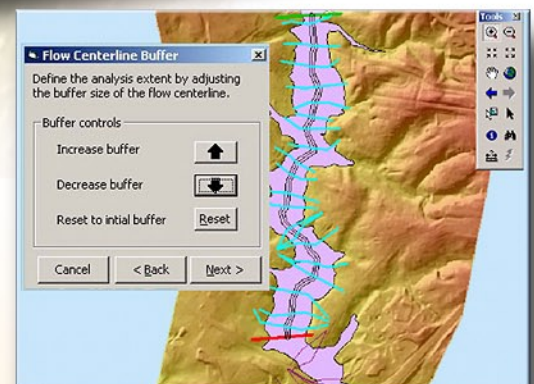 Flow Centerline Buffer
Define the analysis extent by adjusting
the buffer size of the flow centerline.
Buffer controls
Increase buffer
Decrease buffer
Reset to intial buffer
Reset
Cancel
< Back
Next >
Tools